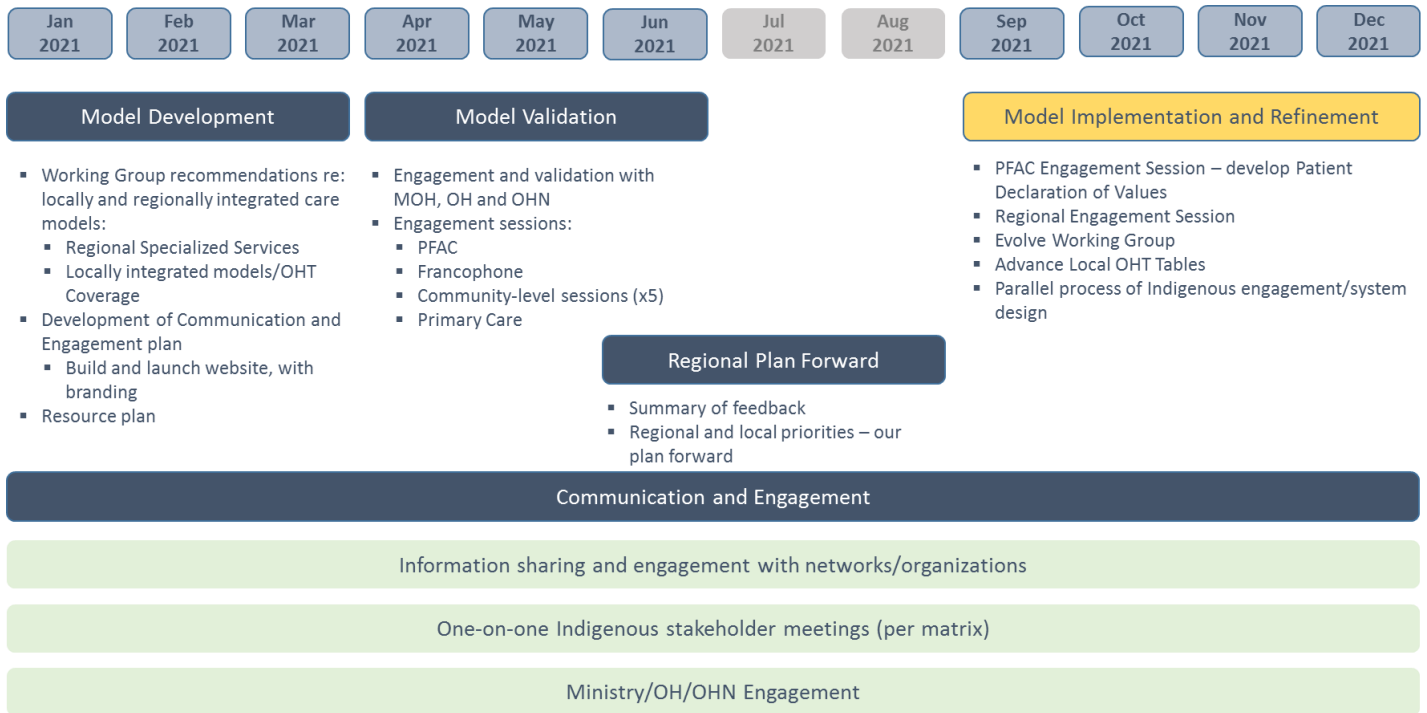 Jan
2021
Feb
2021
Mar
2021
Apr
2021
May
2021
Jun
2021
Jul
2021
Aug
2021
Sep
2021
Oct
2021
Nov
2021
Dec
2021
Model Development
▪ Working Group recommendations re:
locally and regionally integrated care
models:
▪ Regional Specialized Services
▪ Locally integrated models/OHT
Coverage
▪ Development of Communication and
Engagement plan
▪ Build and launch website, with
branding
▪ Resource plan
Model Validation
▪ Engagement and validation with
MOH, OH and OHN
▪ Engagement sessions:
▪ PFAC
▪ Francophone
▪ Community-level sessions (x5)
▪ Primary Care
Regional Plan Forward
▪ Summary of feedback
▪ Regional and local priorities – our
plan forward
Model Implementation and Refinement
▪ PFAC Engagement Session – develop Patient
Declaration of Values
▪ Regional Engagement Session
▪ Evolve Working Group
▪ Advance Local OHT Tables
▪ Parallel process of Indigenous engagement/system
design
Communication and Engagement
Information sharing and engagement with networks/organizations
One-on-one Indigenous stakeholder meetings (per matrix)
Ministry/OH/OHN Engagement